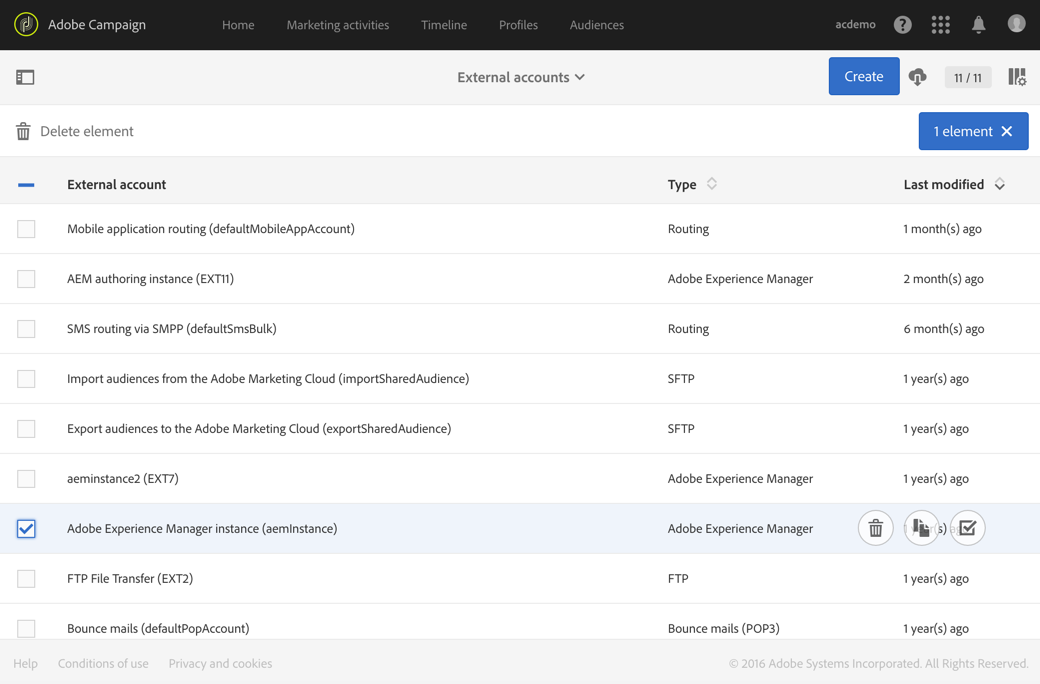 Adobe Campaign Home Marketing activities Timeline Profiles Audiences acdemo ?
External accounts Create 11 / 11
Delete element 1 element
External account Type Last modified
Mobile application routing (defaultMobileAppAccount) Routing 1 month(s) ago
AEM authoring instance (EXT11) Adobe Experience Manager 2 month(s) ago
SMS routing via SMPP (defaultSmsBulk) Routing 6 month(s) ago
Import audiences from the Adobe Marketing Cloud (importSharedAudience) SFTP 1 year(s) ago
Export audiences to the Adobe Marketing Cloud (exportSharedAudience) SFTP 1 year(s) ago
aeminstance2 (EXT7) Adobe Experience Manager 1 year(s) ago
Adobe Experience Manager instance (aemInstance) Adobe Experience Manager
FTP File Transfer (EXT2) FTP 1 year(s) ago
Bounce mails (defaultPopAccount) Bounce mails (POP3) 1 year(s) ago
Help Conditions of use Privacy and cookies © 2016 Adobe Systems Incorporated. All Rights Reserved.